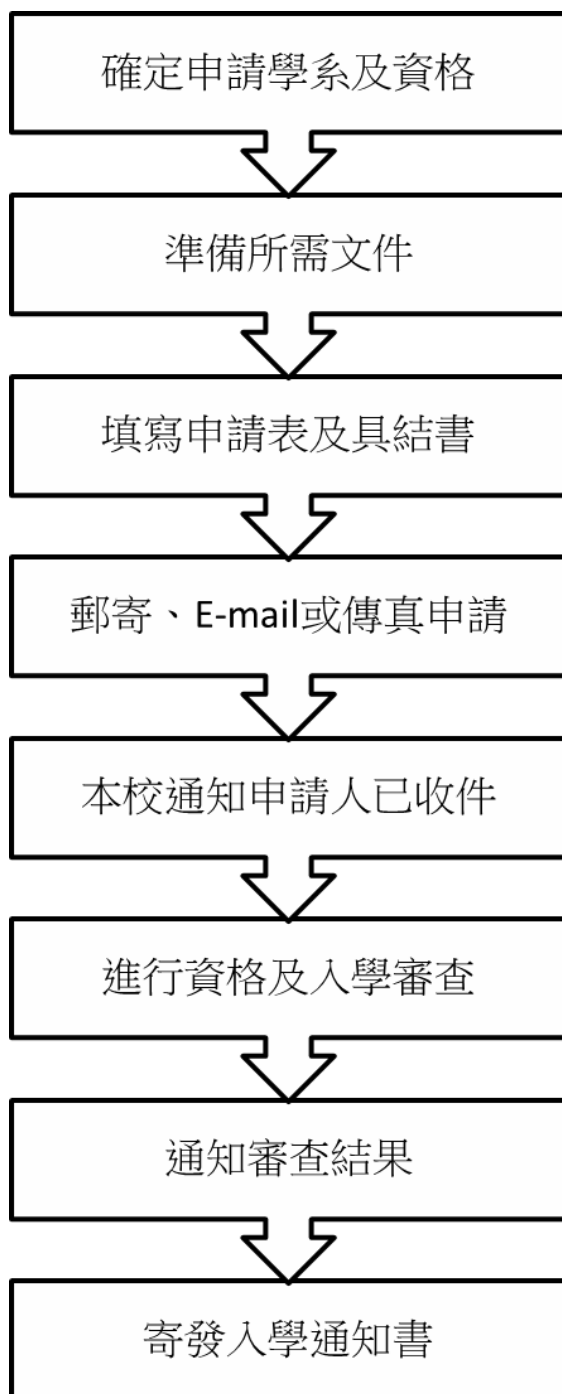 確定申請學系及資格
準備所需文件
填寫申請表及具結書
郵寄、E-mail或傳真申請
本校通知申請人已收件
進行資格及入學審查
通知審查結果
寄發入學通知書